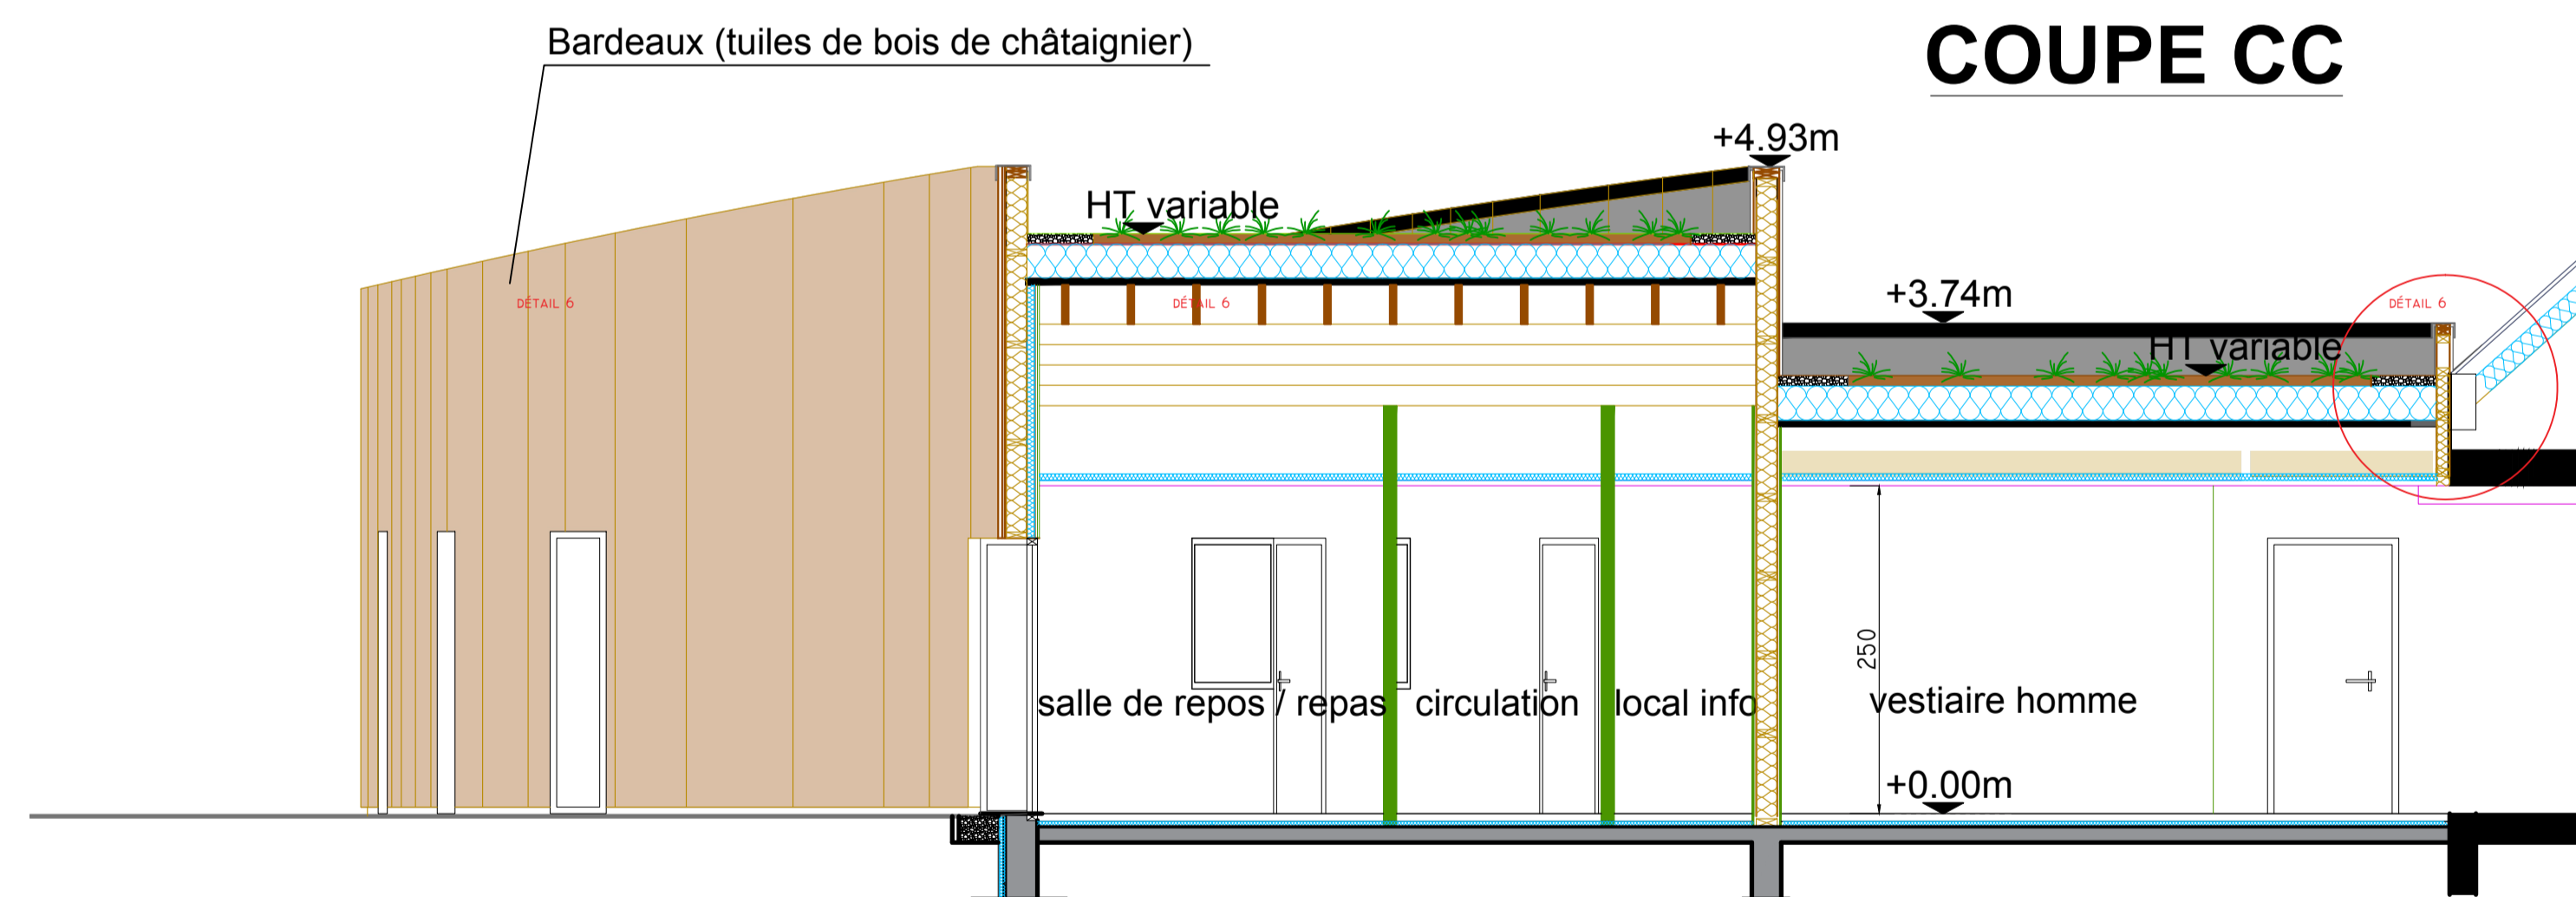 Bardeaux (tuiles de bois de châtaignier)
COUPE CC
+4.93m
HT variable
+3.74m
DÉTAIL 6
DÉTAIL 6
DÉTAIL 6
HT variable
250
salle de repos / repas
circulation
local info
vestiaire homme
+0.00m